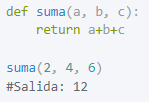 def suma(a, b, c):
    return a+b+c
suma(2, 4, 6)
#Salida: 12